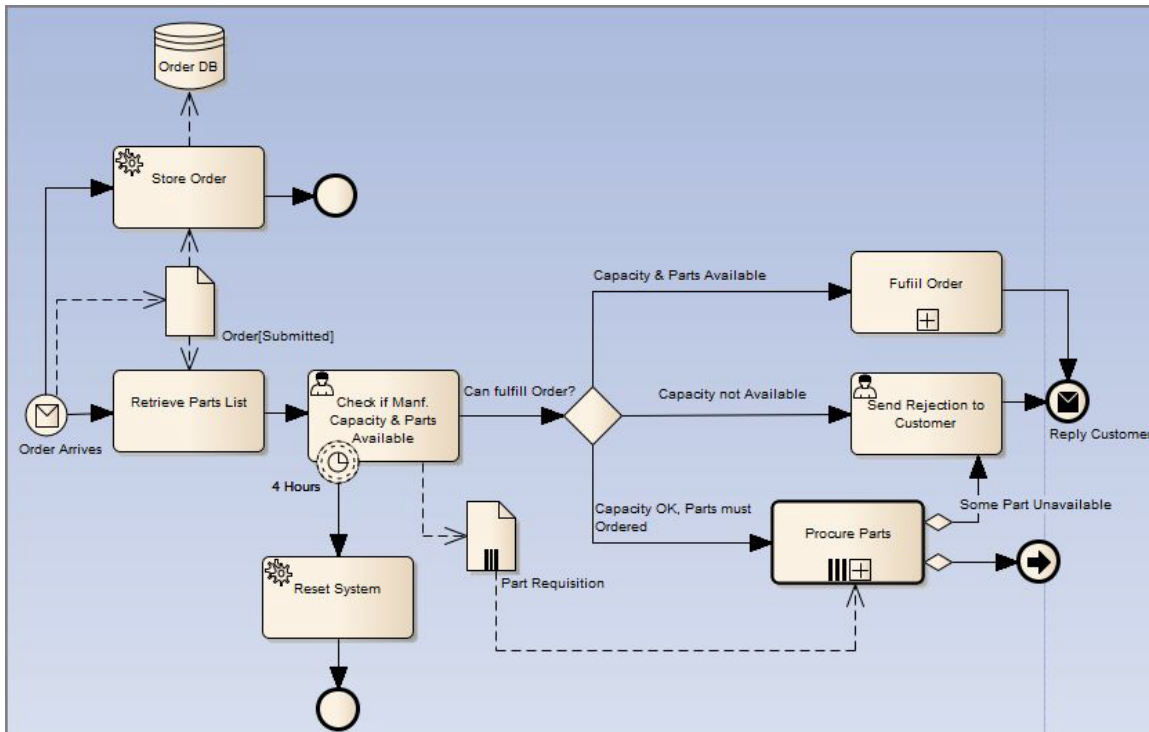 Order DB
Store Order
Order[Submitted]
Order Arrives
Retrieve Parts List
Check if Manf.
Capacity & Parts
Available
4 Hours
Reset System
Can fulfill Order?
Capacity & Parts Available
Fufiil Order
Capacity not Available
Send Rejection to
Customer
Reply Customer
Capacity OK, Parts must
Ordered
Procure Parts
Some Part Unavailable
Part Requisition